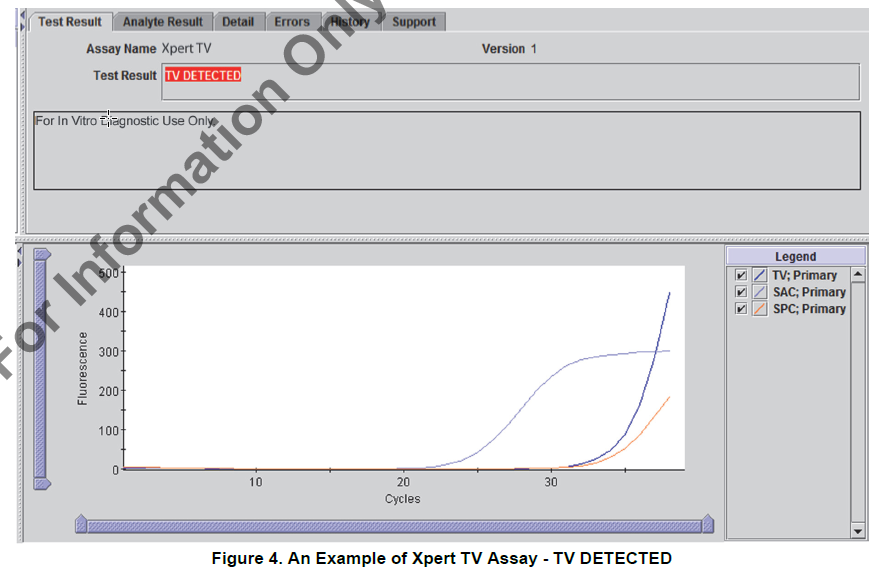 Test Result Analyte Result Detail Errors History Support
Assay Name Xpert TV Version 1
Test Result TV DETECTED
For In Vitro Diagnostic Use Only.
For Information Only
Legend
TV; Primary
SAC; Primary
SPC; Primary
500
400
300
200
100
0
Fluorescence
10 20 30
Cycles
Figure 4. An Example of Xpert TV Assay - TV DETECTED